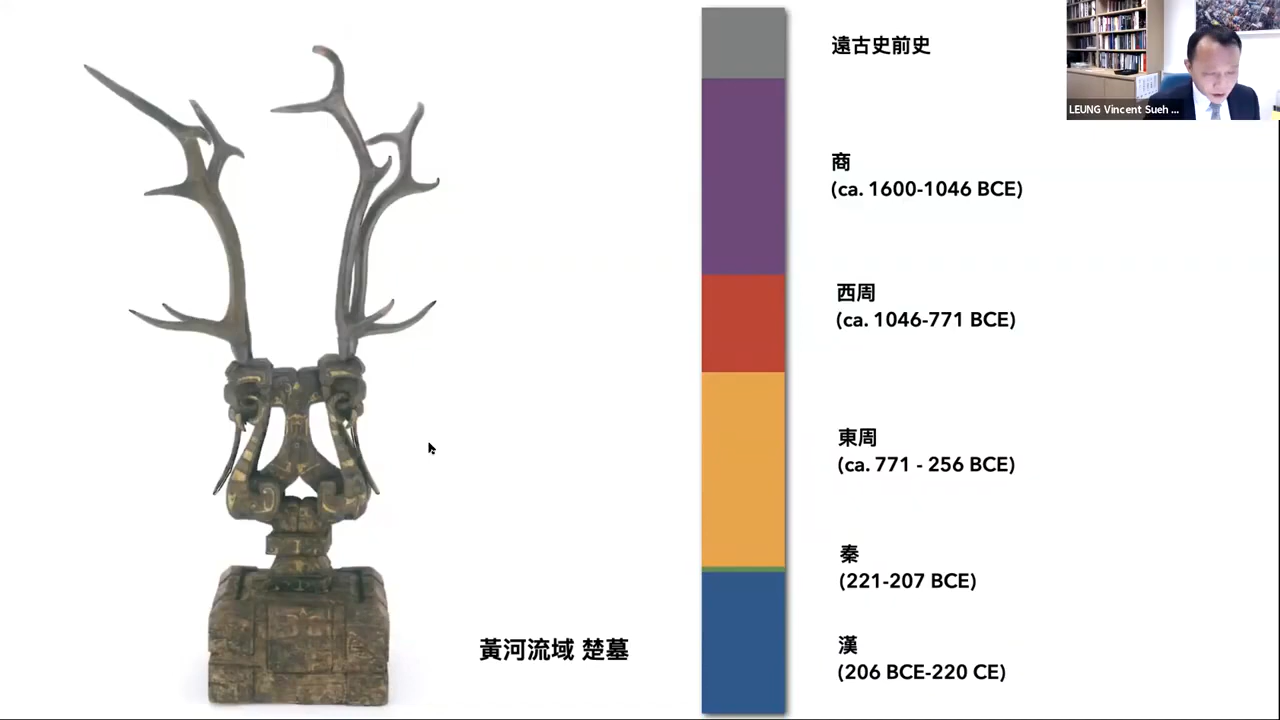 遠古史前史
LEUNG Vincent Sueh ...
商
(ca. 1600-1046 BCE)
西周
(ca. 1046-771 BCE)
東周
(ca. 771 - 256 BCE)
秦
(221-207 BCE)
黃河流域 楚墓
漢
(206 BCE-220 CE)